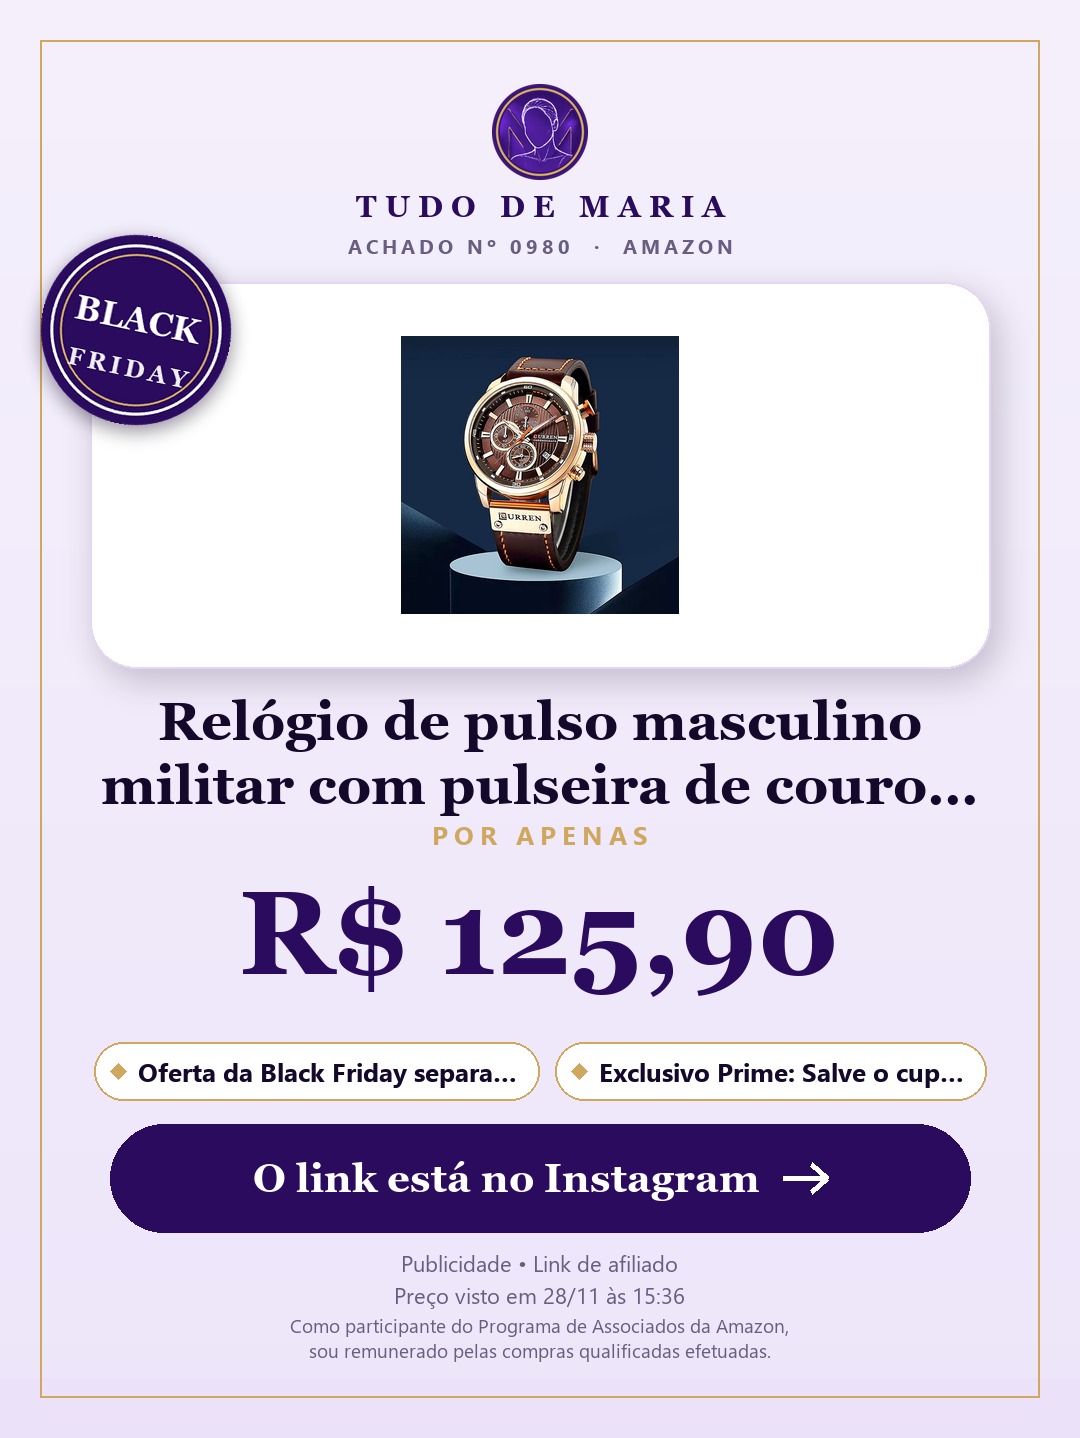 TUDO DE MARIA
ACHADO Nº 0980 · AMAZON
BLACK
FRIDAY
CURREN
CURREN
Relógio de pulso masculino
militar com pulseira de couro...
POR APENAS
R$ 125,90
Oferta da Black Friday separa...
Exclusivo Prime: Salve o cup...
O link está no Instagram →
Publicidade • Link de afiliado
Preço visto em 28/11 às 15:36
Como participante do Programa de Associados da Amazon,
sou remunerado pelas compras qualificadas efetuadas.